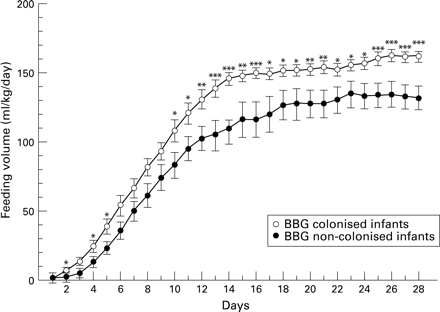 200
150
100
50
0
Feeding volume (ml/kg/day)
* * * * * ** *** *** ** *** * * * ** ** * * * *** *** *** ***
BBG colonised infants
BBG non-colonised infants
2 4 6 8 10 12 14 16 18 20 22 24 26 28
Days